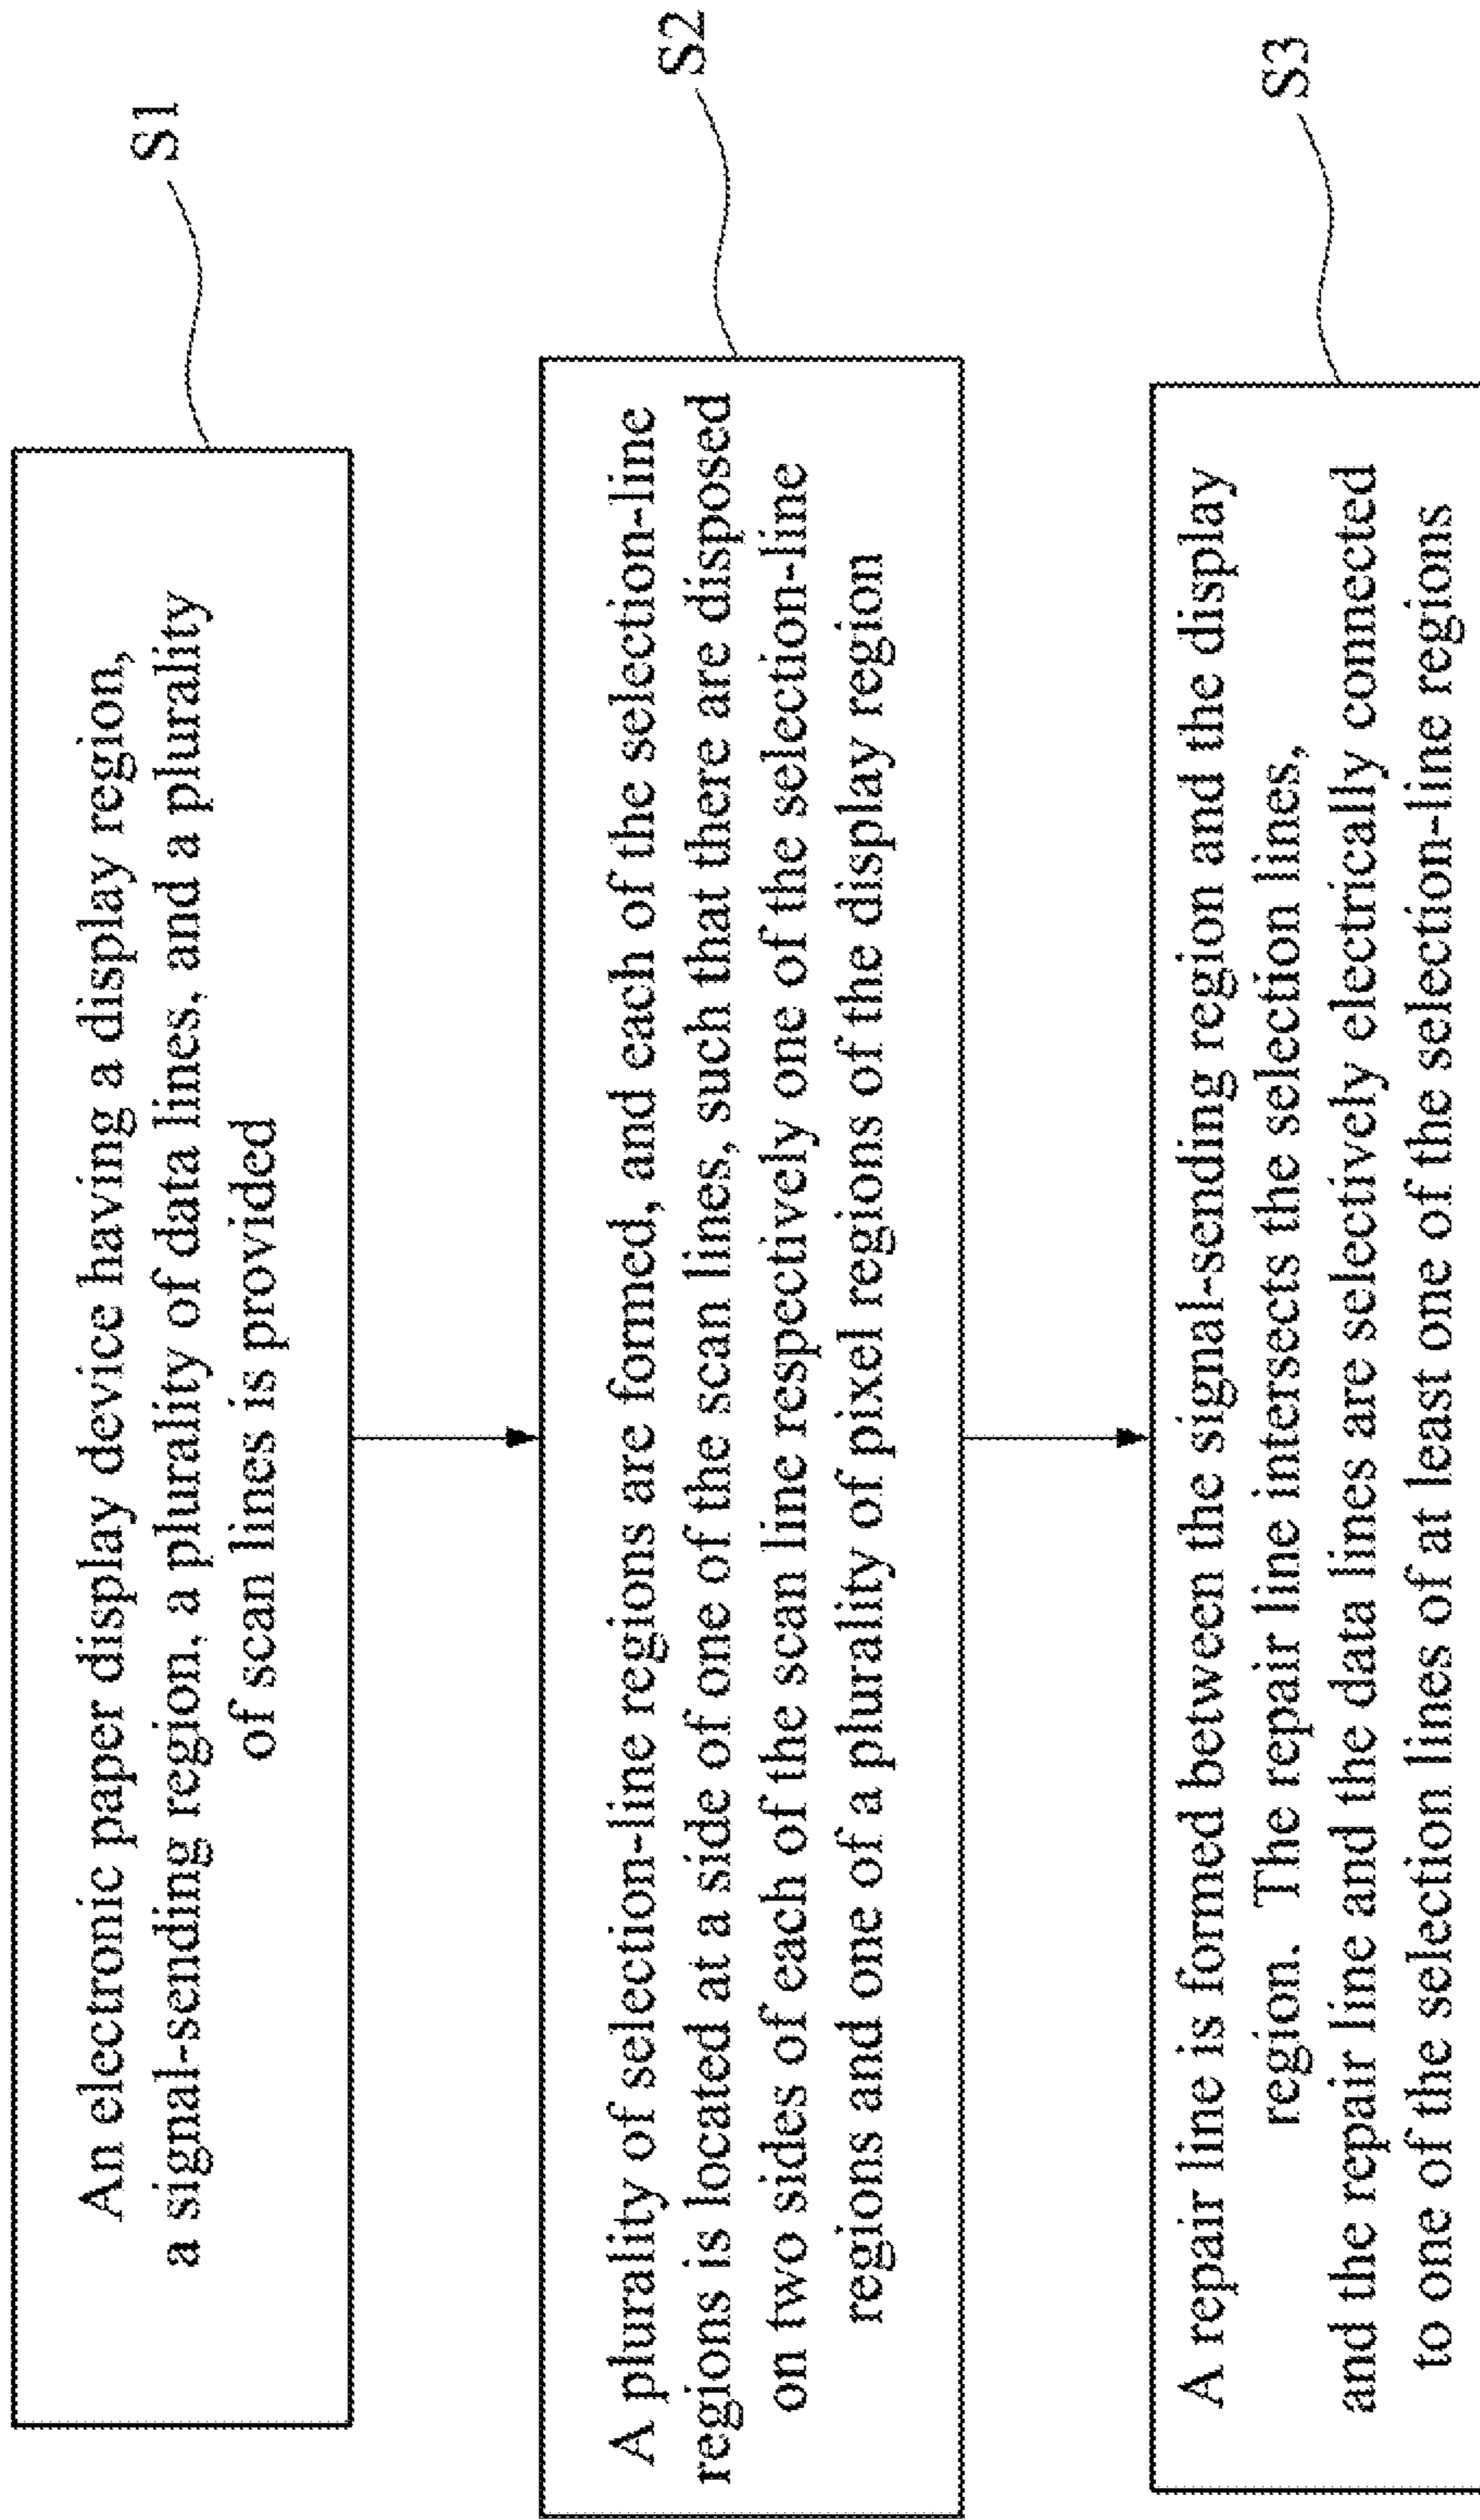 An electronic paper display device having a display region,
a signal-sending region, a plurality of data lines, and a plurality
of scan lines is provided
S1
A plurality of selection-line regions are formed, and each of the selection-line
regions is located at a side of one of the scan lines, such that there are disposed
on two sides of each of the scan line respectively one of the selection-line
regions and one of a plurality of pixel regions of the display region
S2
A repair line is formed between the signal-sending region and the display
region. The repair line intersects the selection lines,
and the repair line and the data lines are selectively electrically connected
to one of the selection lines of at least one of the selection-line regions
S3